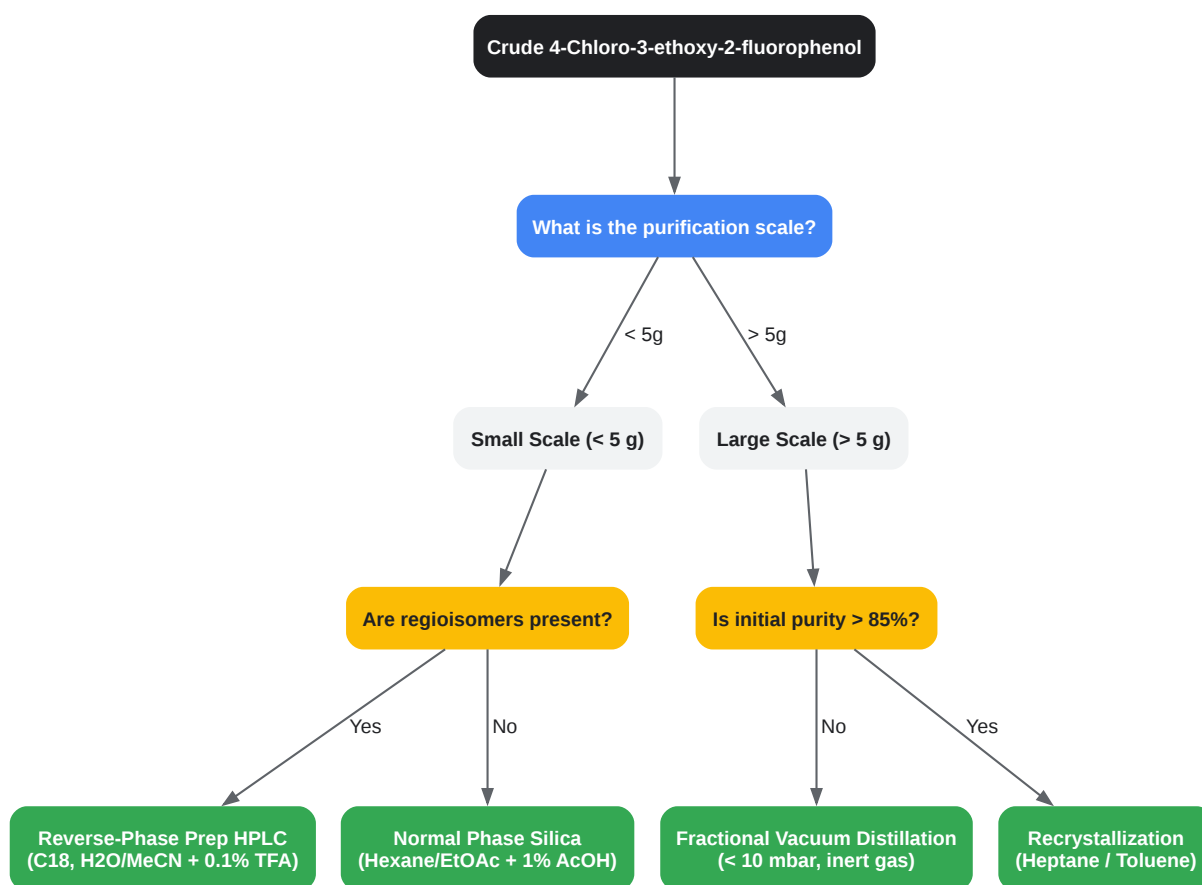 Crude 4-Chloro-3-ethoxy-2-fluorophenol
What is the purification scale?
< 5g
> 5g
Small Scale (< 5 g)
Large Scale (> 5 g)
Are regioisomers present?
Is initial purity > 85%?
Yes
No
No
Yes
Reverse-Phase Prep HPLC
(C18, H2O/MeCN + 0.1% TFA)
Normal Phase Silica
(Hexane/EtOAc + 1% AcOH)
Fractional Vacuum Distillation
(< 10 mbar, inert gas)
Recrystallization
(Heptane / Toluene)